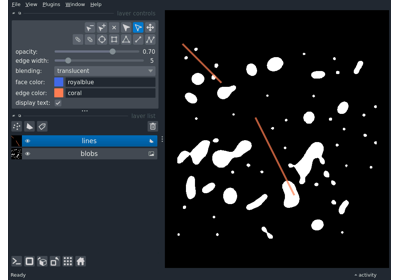 File View Plugins Window Help
layer controls
opacity: 0.70
edge width: 5
blending: translucent
face color: royalblue
edge color: coral
display text:
layer list
lines
blobs
Ready
activity